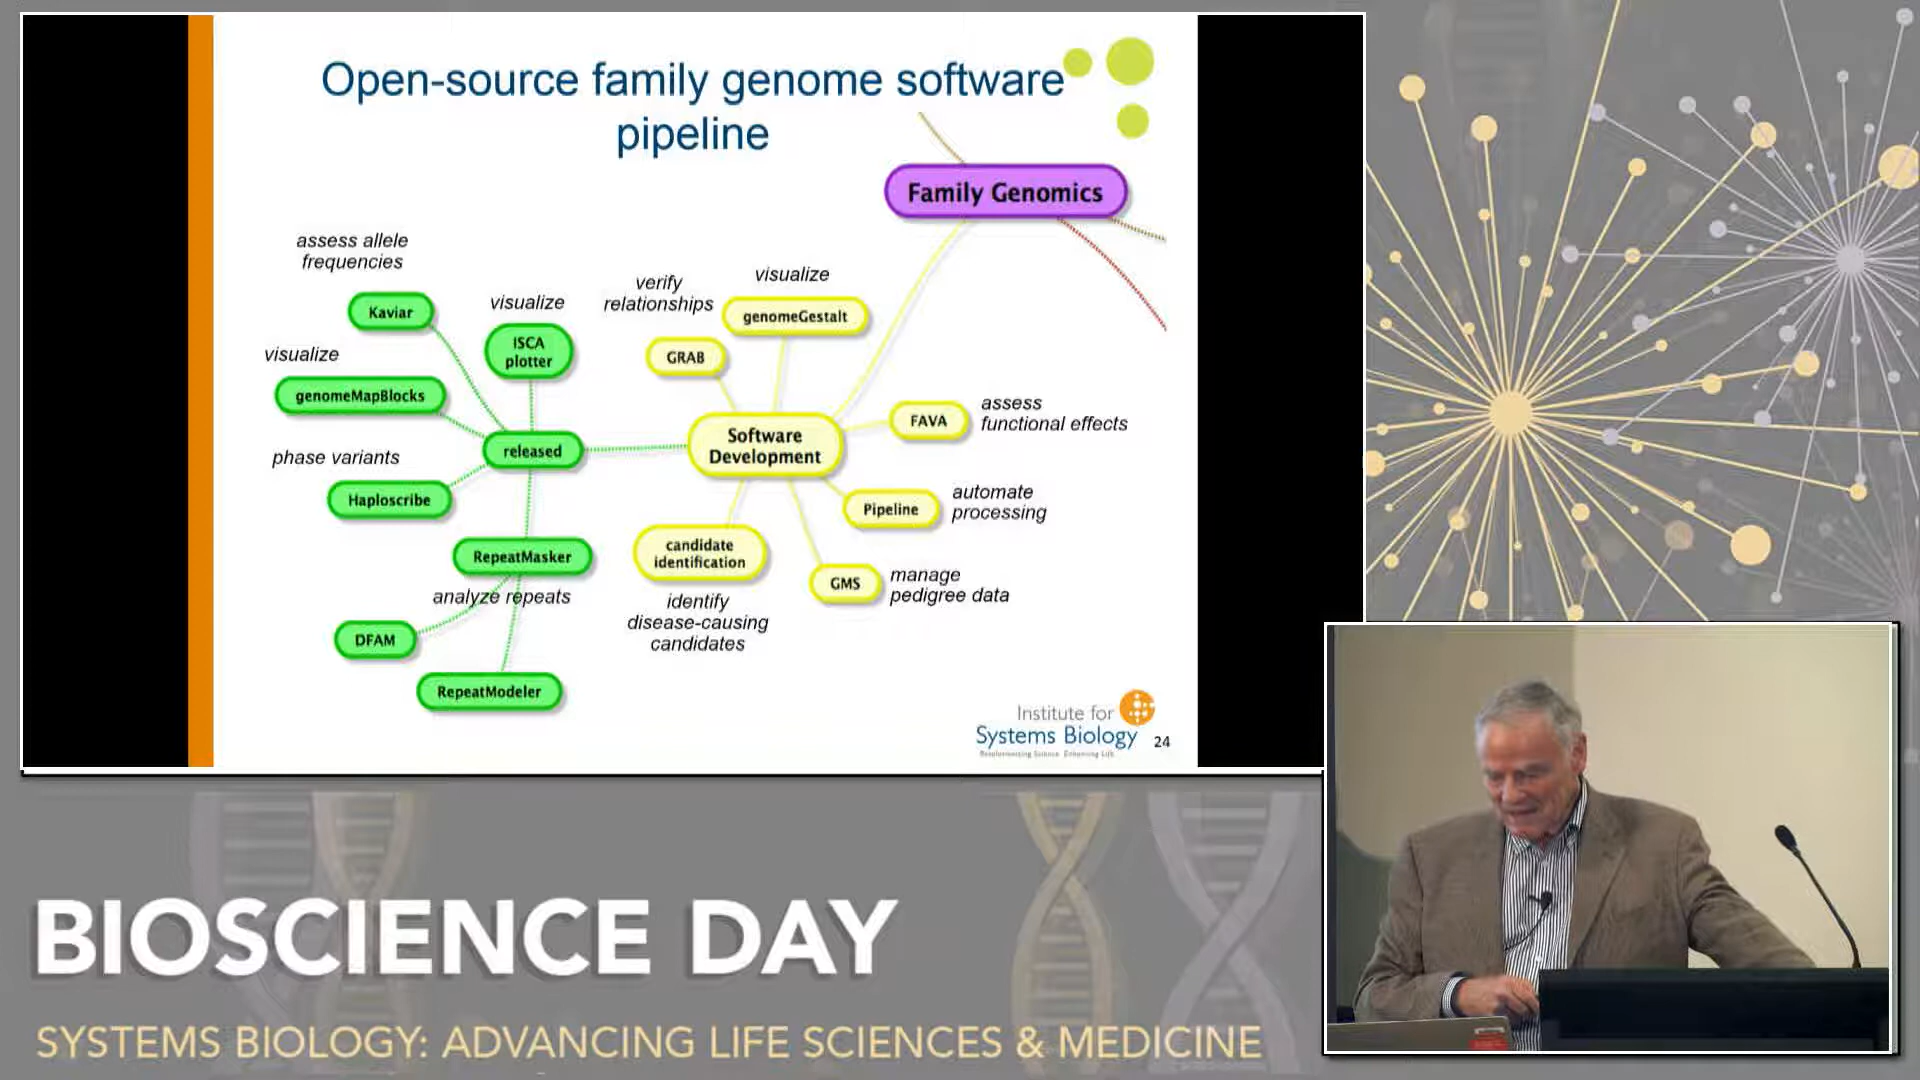 Open-source family genome software
pipeline
Family Genomics
assess allele
frequencies
Kaviar
visualize
ISCA
plotter
verify
relationships
visualize
genomeGestalt
GRAB
visualize
genomeMapBlocks
released
Software
Development
FAVA
assess
functional effects
phase variants
Haploscribe
Pipeline
automate
processing
RepeatMasker
analyze repeats
candidate
identification
identify
disease-causing
candidates
GMS
manage
pedigree data
DFAM
RepeatModeler
Institute for
Systems Biology
24
BIOSCIENCE DAY
SYSTEMS BIOLOGY: ADVANCING LIFE SCIENCES & MEDICINE